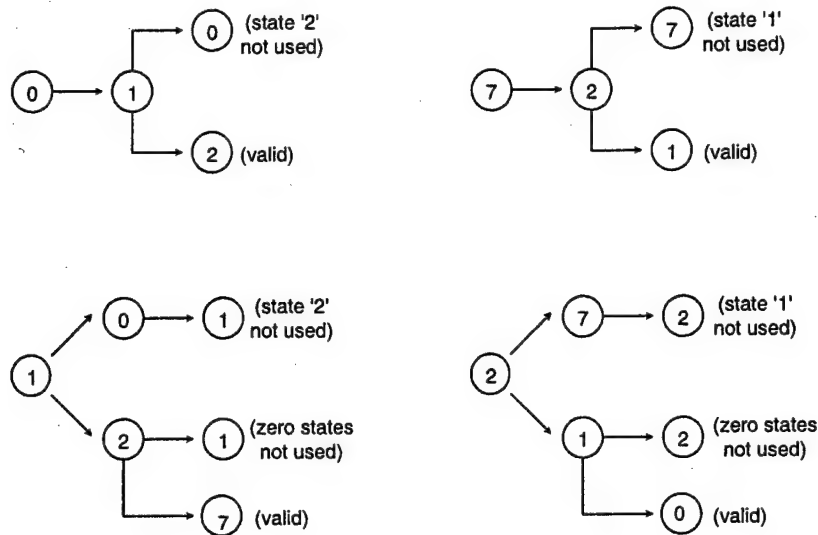 0 (state '2'
not used)
0 1
2 (valid)
7 (state '1'
not used)
7 2
1 (valid)
0 1 (state '2'
not used)
1
2 1 (zero states
not used)
7 (valid)
7 2 (state '1'
not used)
2
1 2 (zero states
not used)
0 (valid)